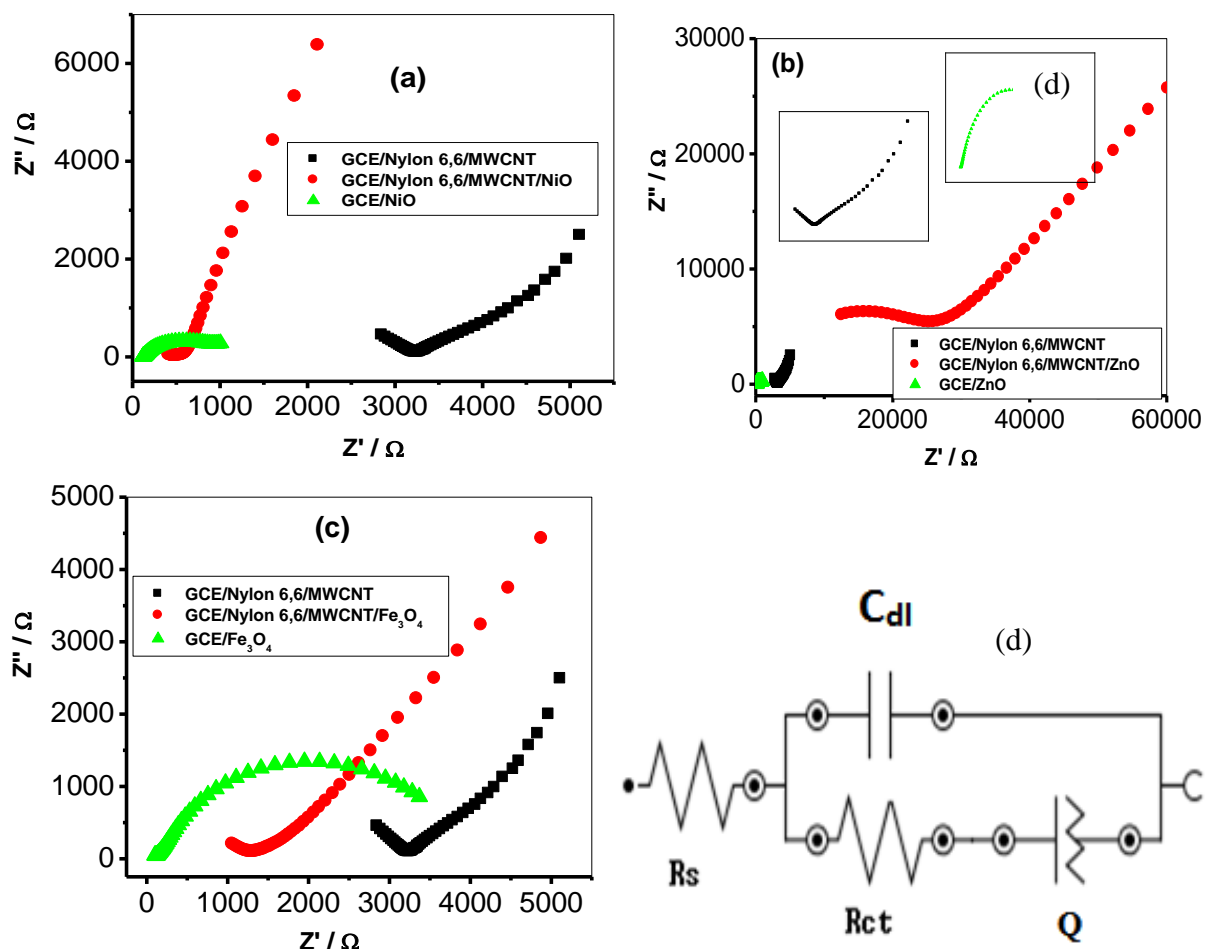 (a)
Z'' / Ω
6000
4000
2000
0
GCE/Nylon 6,6/MWCNT
GCE/Nylon 6,6/MWCNT/NiO
GCE/NiO
0 1000 2000 3000 4000 5000
Z' / Ω
(b)
(d)
Z'' / Ω
30000
20000
10000
0
GCE/Nylon 6,6/MWCNT
GCE/Nylon 6,6/MWCNT/ZnO
GCE/ZnO
20000 40000 60000
Z' / Ω
(c)
Z'' / Ω
5000
4000
3000
2000
1000
0
GCE/Nylon 6,6/MWCNT
GCE/Nylon 6,6/MWCNT/Fe₃O₄
GCE/Fe₃O₄
0 1000 2000 3000 4000 5000
Z' / Ω
Cdl
(d)
Rs
Rct
Q